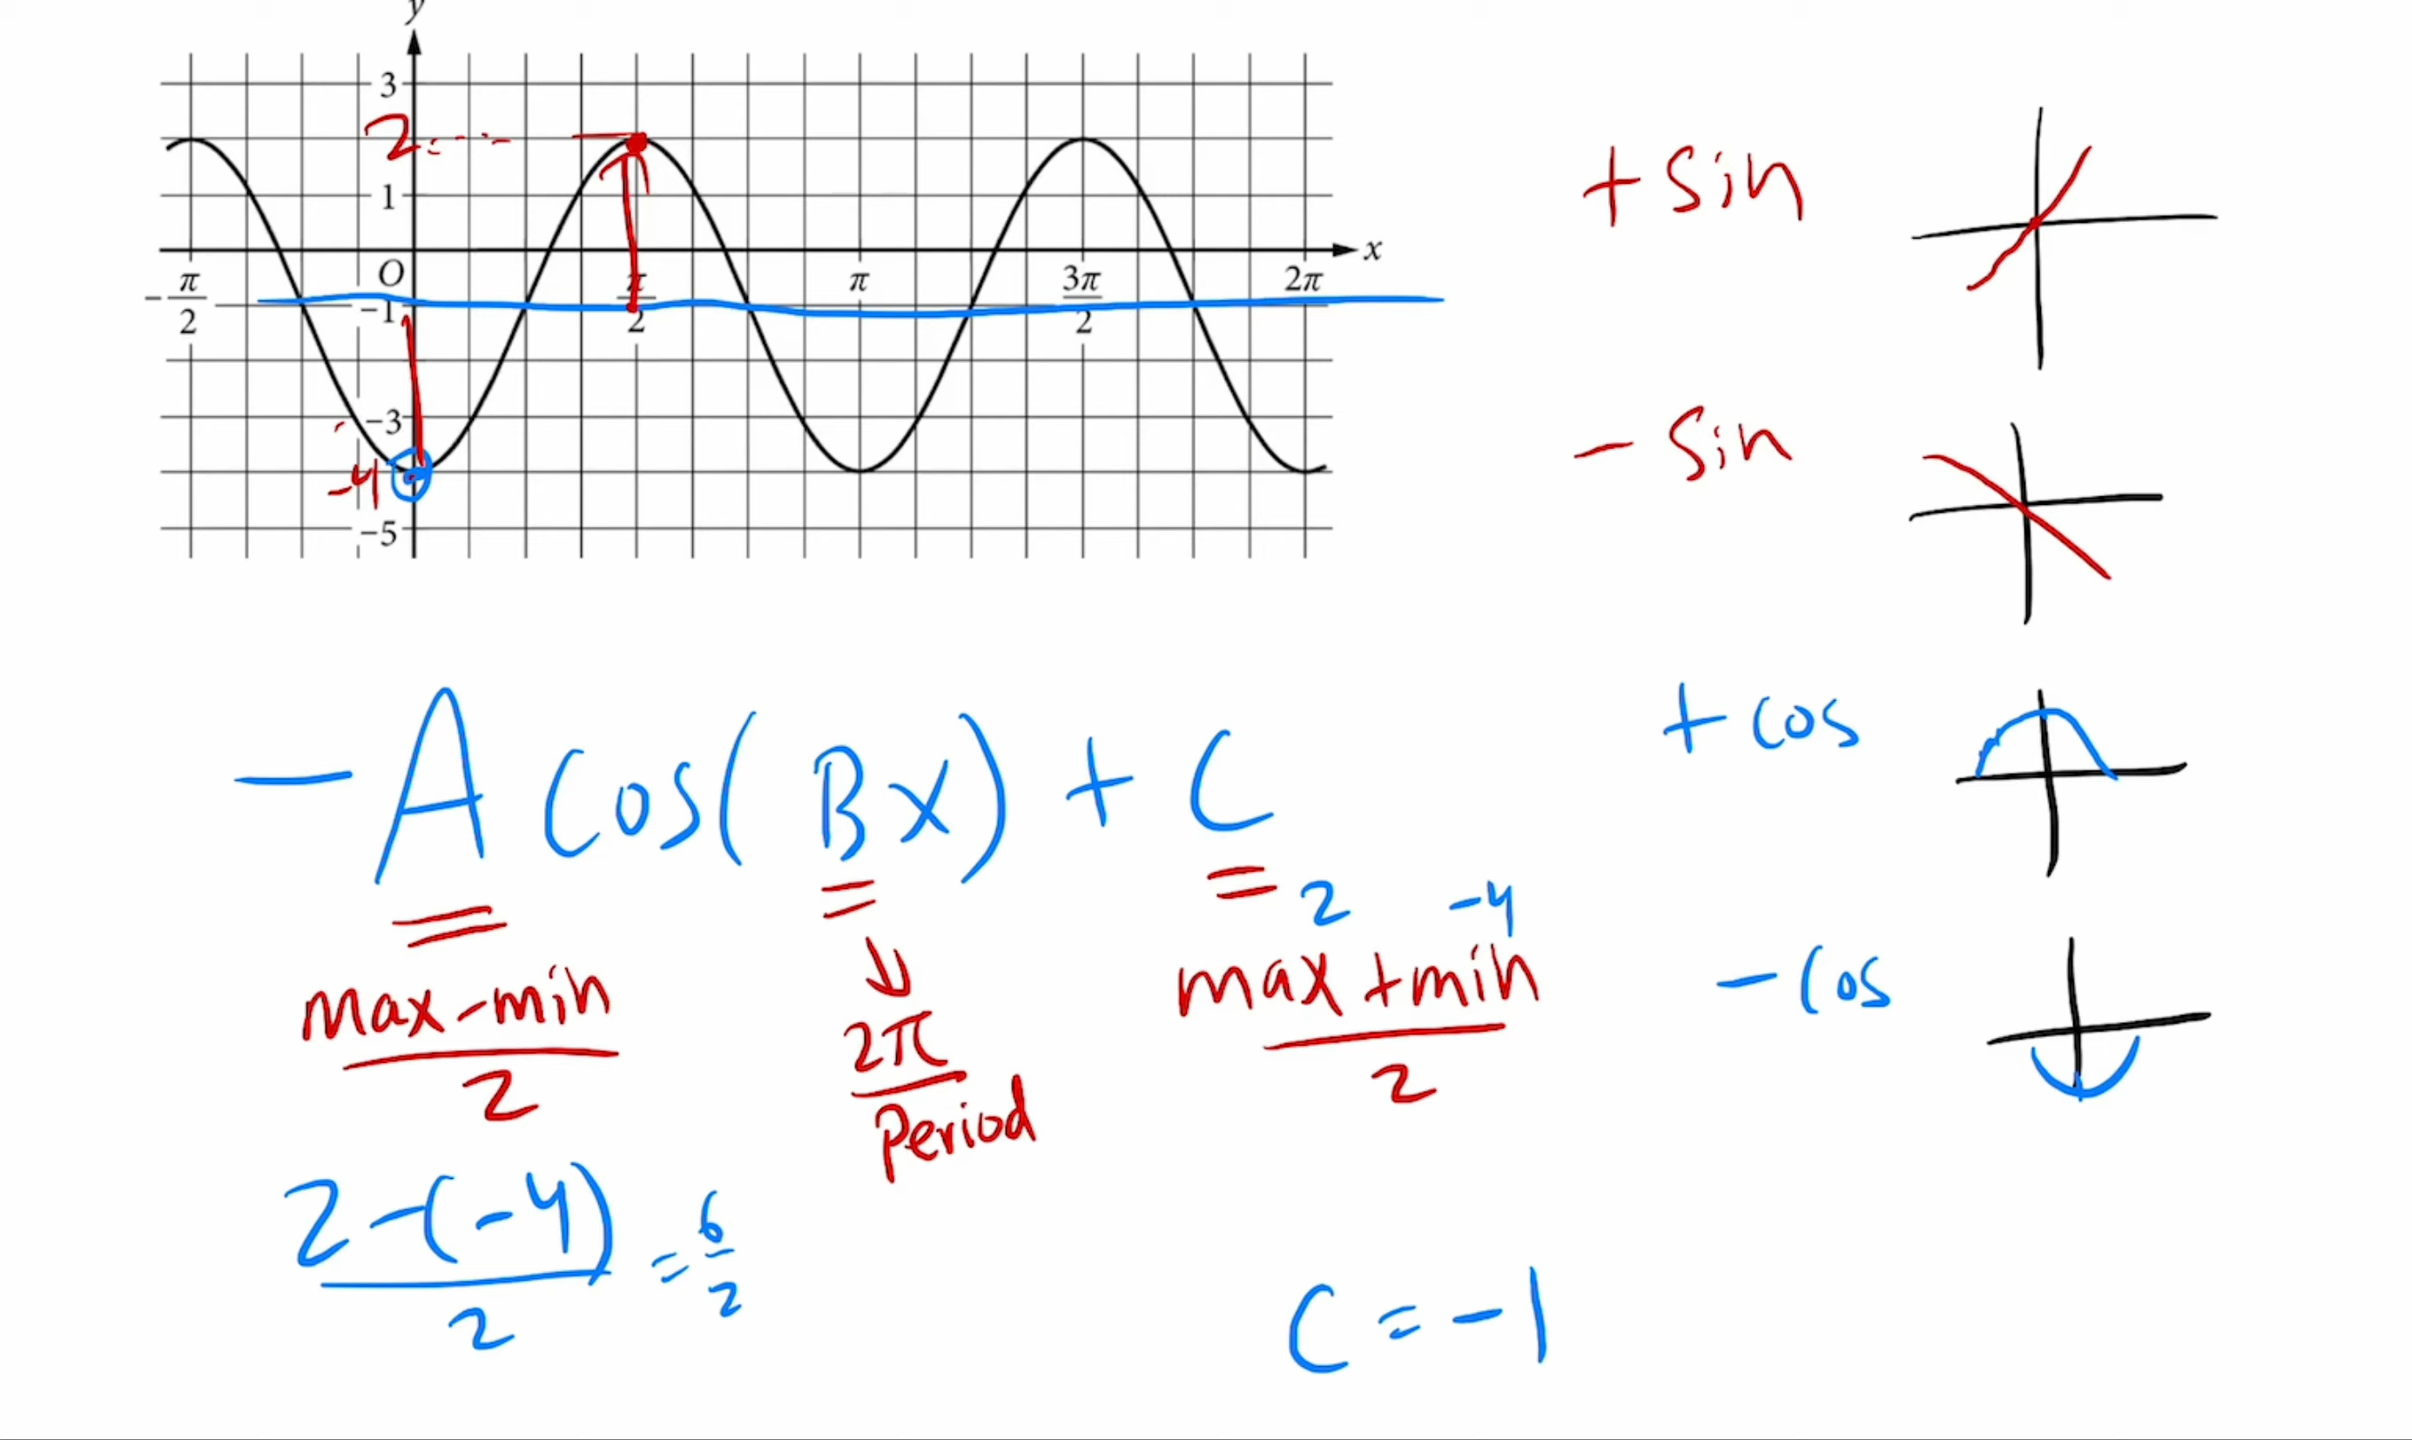 y
3
2
1
x
O
-π/2
π/2
π
3π/2
2π
-1
-3
-4
-5
+ sin
- sin
+ cos
- cos
- A cos(Bx) + C
2 -4
max - min
2
2π
Period
max + min
2
2 - (-4)
2
= 6/2
C = -1